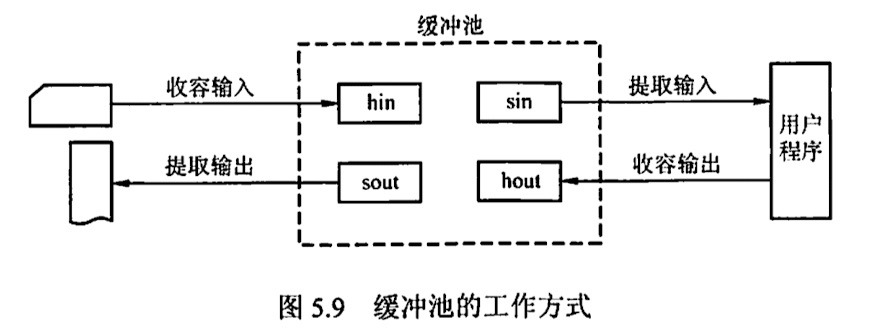 缓冲池
收容输入
hin
sin
提取输入
用户
程序
提取输出
sout
hout
收容输出
图 5.9 缓冲池的工作方式